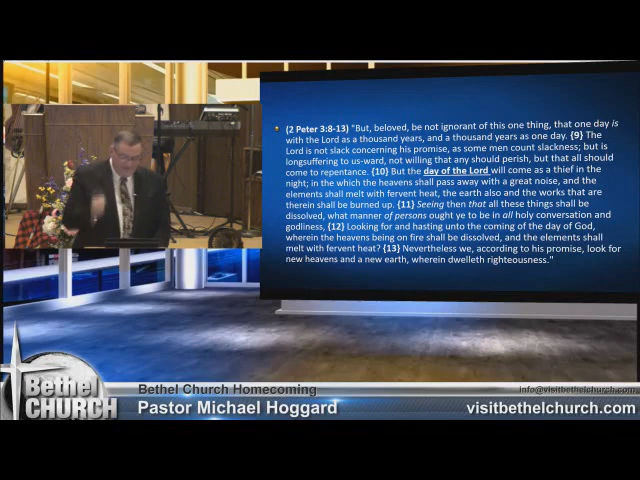 (2 Peter 3:8-13) "But, beloved, be not ignorant of this one thing, that one day is
with the Lord as a thousand years, and a thousand years as one day. {9} The
Lord is not slack concerning his promise, as some men count slackness; but is
longsuffering to us-ward, not willing that any should perish, but that all should
come to repentance. {10} But the day of the Lord will come as a thief in the
night; in the which the heavens shall pass away with a great noise, and the
elements shall melt with fervent heat, the earth also and the works that are
therein shall be burned up. {11} Seeing then that all these things shall be
dissolved, what manner of persons ought ye to be in all holy conversation and
godliness, {12} Looking for and hasting unto the coming of the day of God,
wherein the heavens being on fire shall be dissolved, and the elements shall
melt with fervent heat? {13} Nevertheless we, according to his promise, look for
new heavens and a new earth, wherein dwelleth righteousness."
Bethel
CHURCH
Bethel Church Homecoming
info@visitbethelchurch.com
Pastor Michael Hoggard
visitbethelchurch.com